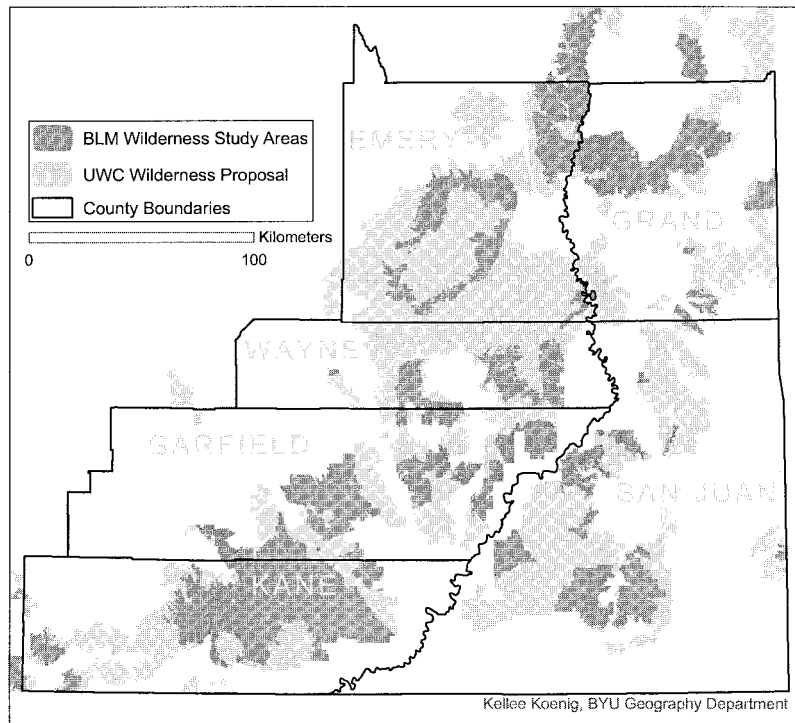 EMERY
BLM Wilderness Study Areas
UWC Wilderness Proposal
County Boundaries
Kilometers
0 100
GRAND
WAYNE
GARFIELD
SAN JUAN
KANE
Kellee Koenig, BYU Geography Department